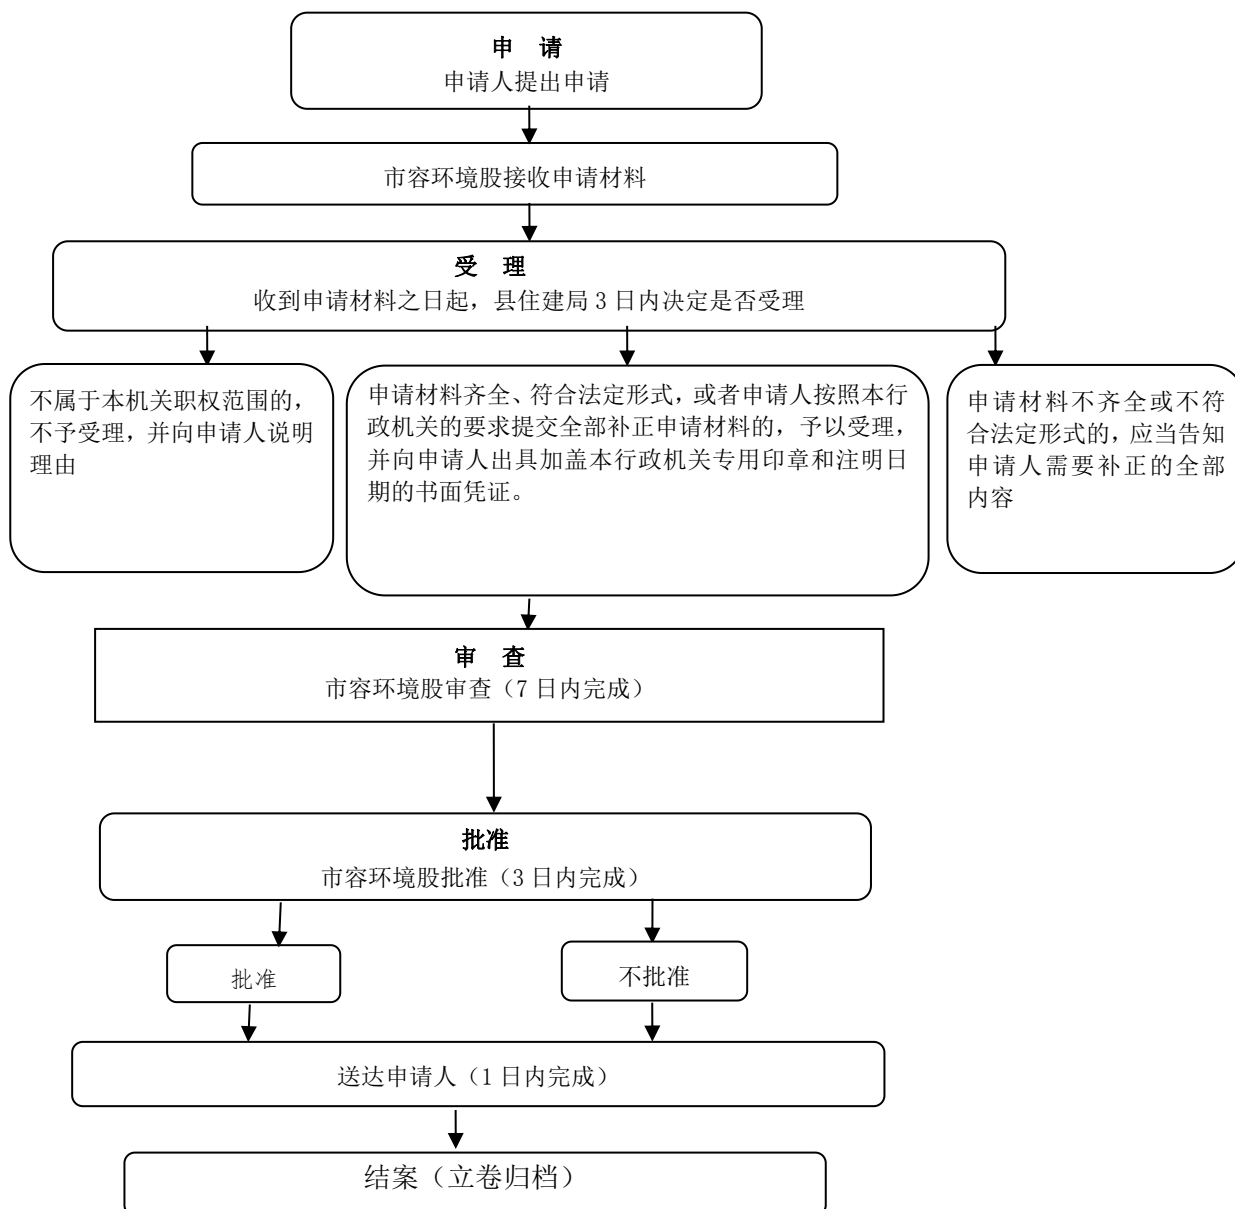 申 请
申请人提出申请
市容环境股接收申请材料
受 理
收到申请材料之日起，县住建局 3 日内决定是否受理
不属于本机关职权范围的，
不予受理，并向申请人说明
理由
申请材料齐全、符合法定形式，或者申请人按照本行
政机关的要求提交全部补正申请材料的，予以受理，
并向申请人出具加盖本行政机关专用印章和注明日
期的书面凭证。
申请材料不齐全或不符
合法定形式的，应当告知
申请人需要补正的全部
内容
审 查
市容环境股审查（7 日内完成）
批准
市容环境股批准（3 日内完成）
批准
不批准
送达申请人（1 日内完成）
结案（立卷归档）